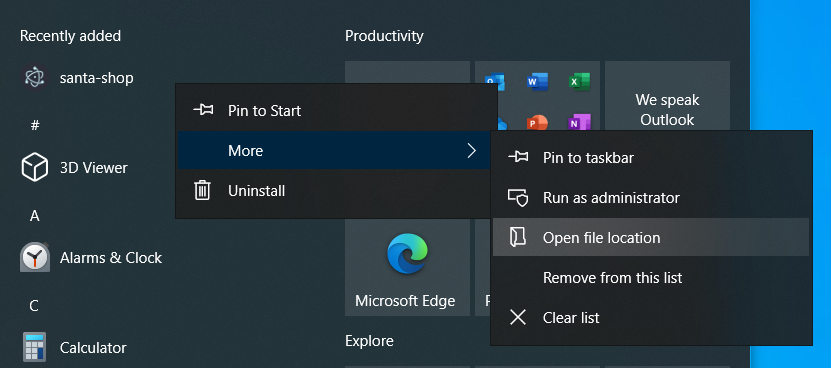 Recently added
santa-shop
#
3D Viewer
A
Alarms & Clock
C
Calculator
Productivity
We speak
Outlook
Microsoft Edge
Explore
Pin to Start
More
Uninstall
Pin to taskbar
Run as administrator
Open file location
Remove from this list
Clear list